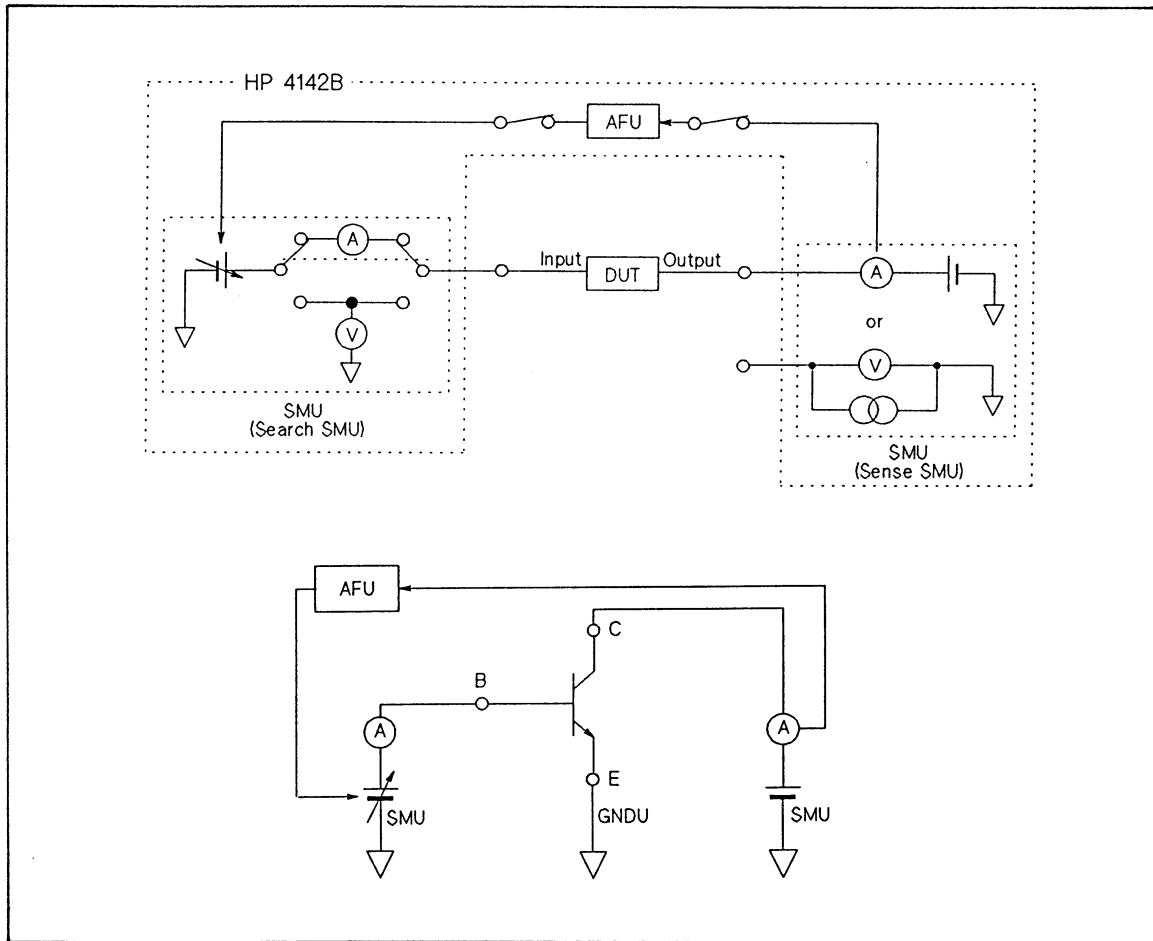 HP 4142B
AFU
A
Input
DUT
Output
A
or
V
V
SMU
(Search SMU)
SMU
(Sense SMU)
AFU
C
B
A
A
E
SMU
GNDU
SMU